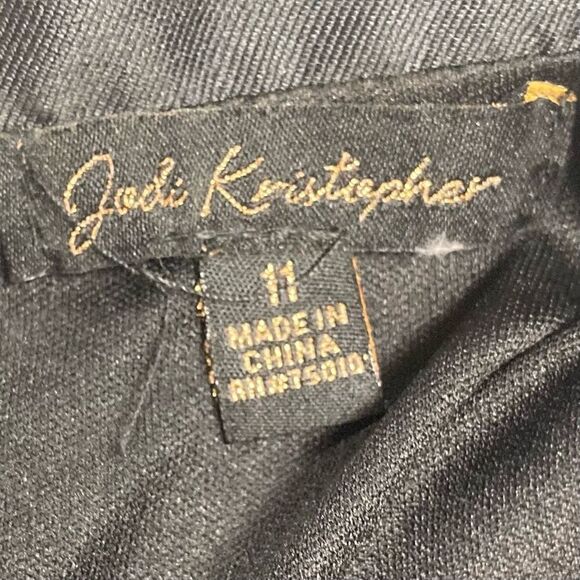 Jodi Kristopher
11
MADE IN
CHINA
RN#75010